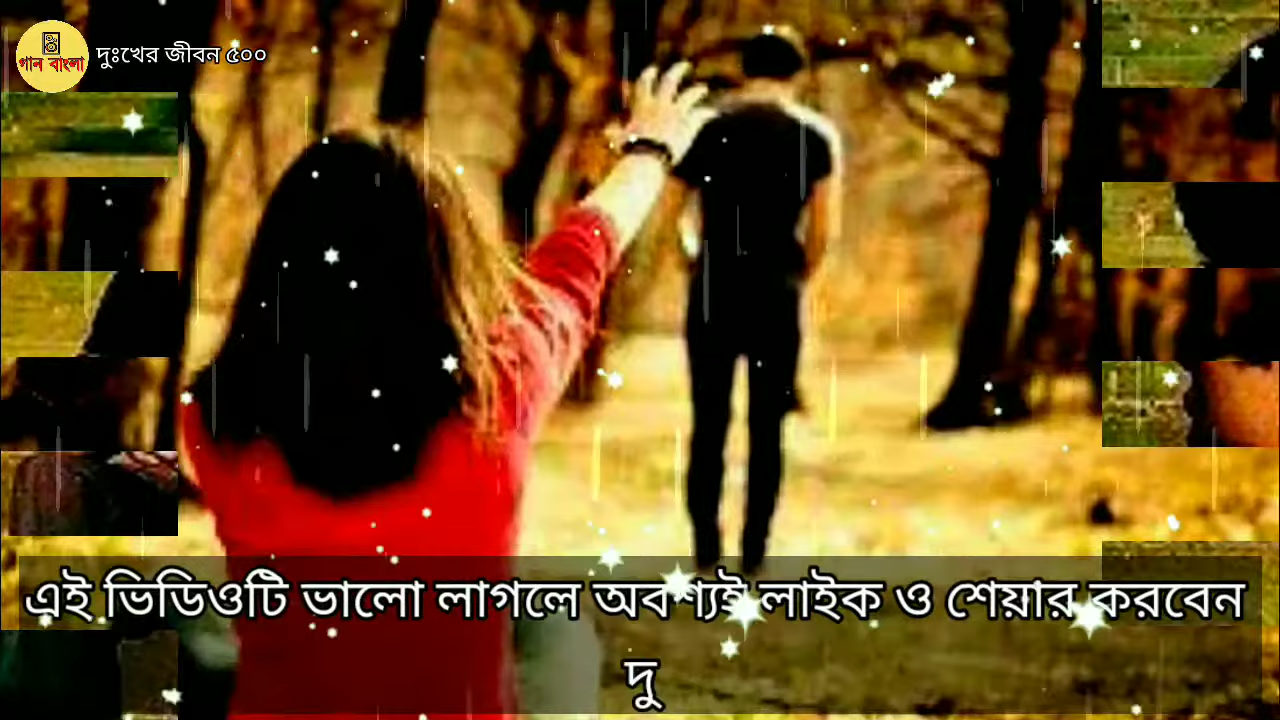 গান বাংলা
দুঃখের জীবন ৫০০
এই ভিডিওটি ভালো লাগলে অবশ্যই লাইক ও শেয়ার করবেন
দু